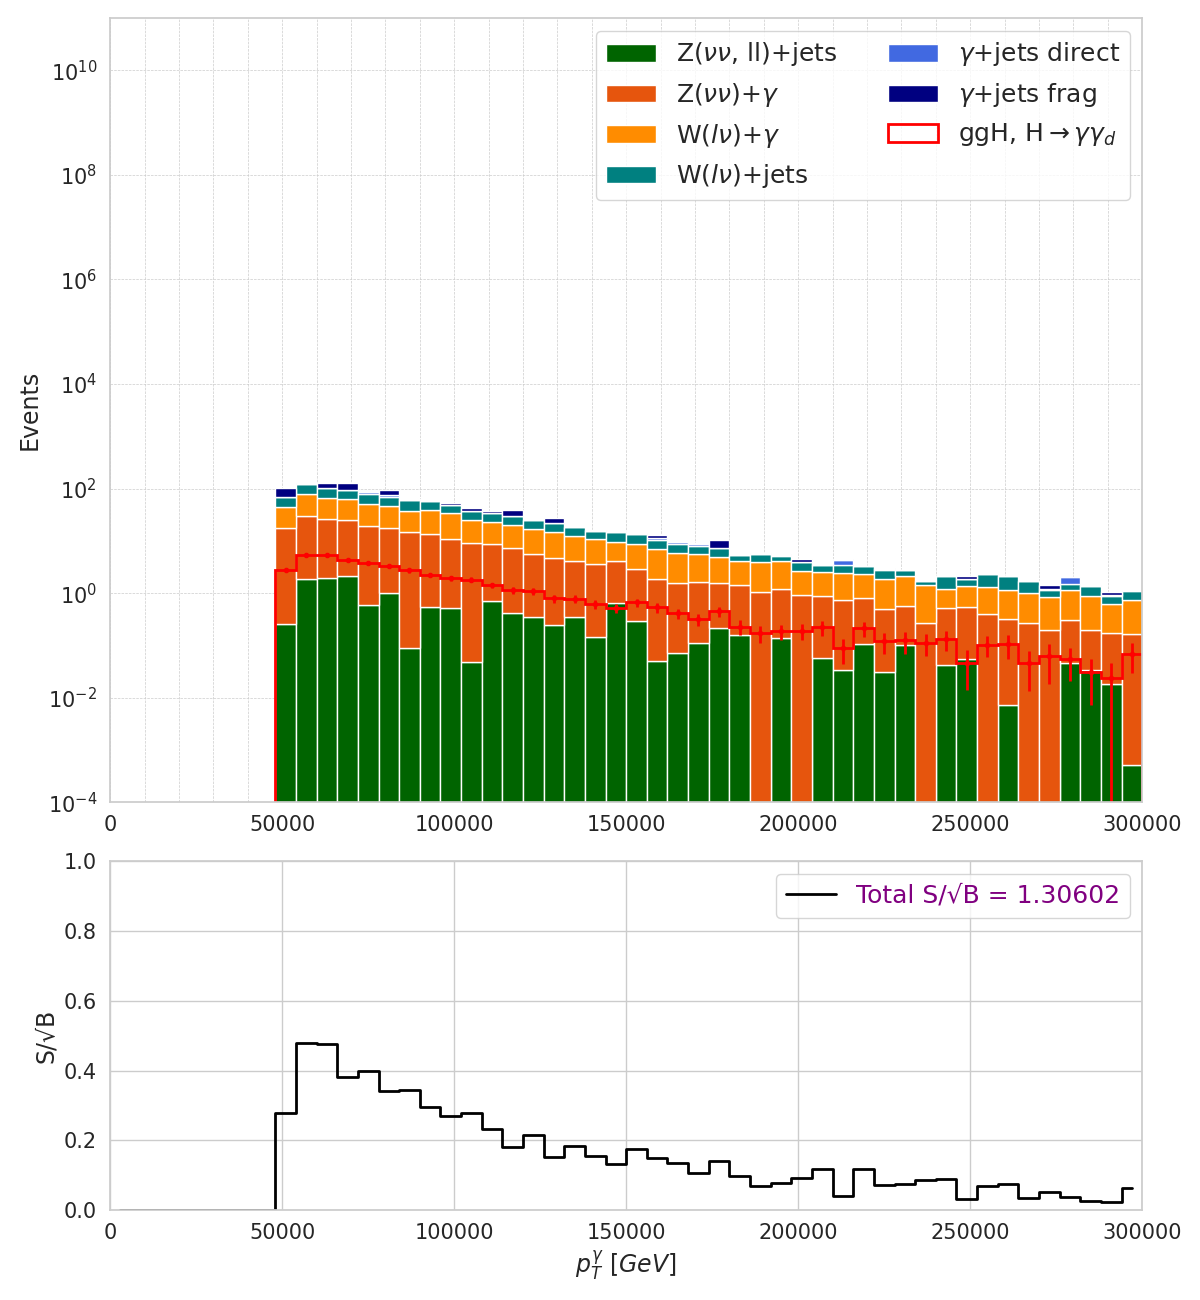 Z(νν, ll)+jets
Z(νν)+γ
W(lν)+γ
W(lν)+jets
γ+jets direct
γ+jets frag
ggH, H→γγ_d
Events
10^10
10^8
10^6
10^4
10^2
10^0
10^−2
10^−4
0 50000 100000 150000 200000 250000 300000
Total S/√B = 1.30602
S/√B
1.0
0.8
0.6
0.4
0.2
0.0
0 50000 100000 150000 200000 250000 300000
p_T^γ [GeV]